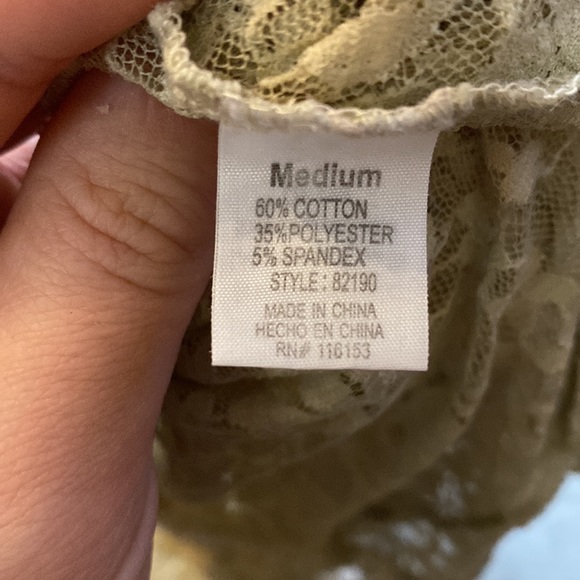 Medium
60% COTTON
35%POLYESTER
5% SPANDEX
STYLE: 82190
MADE IN CHINA
HECHO EN CHINA
RN# 116153